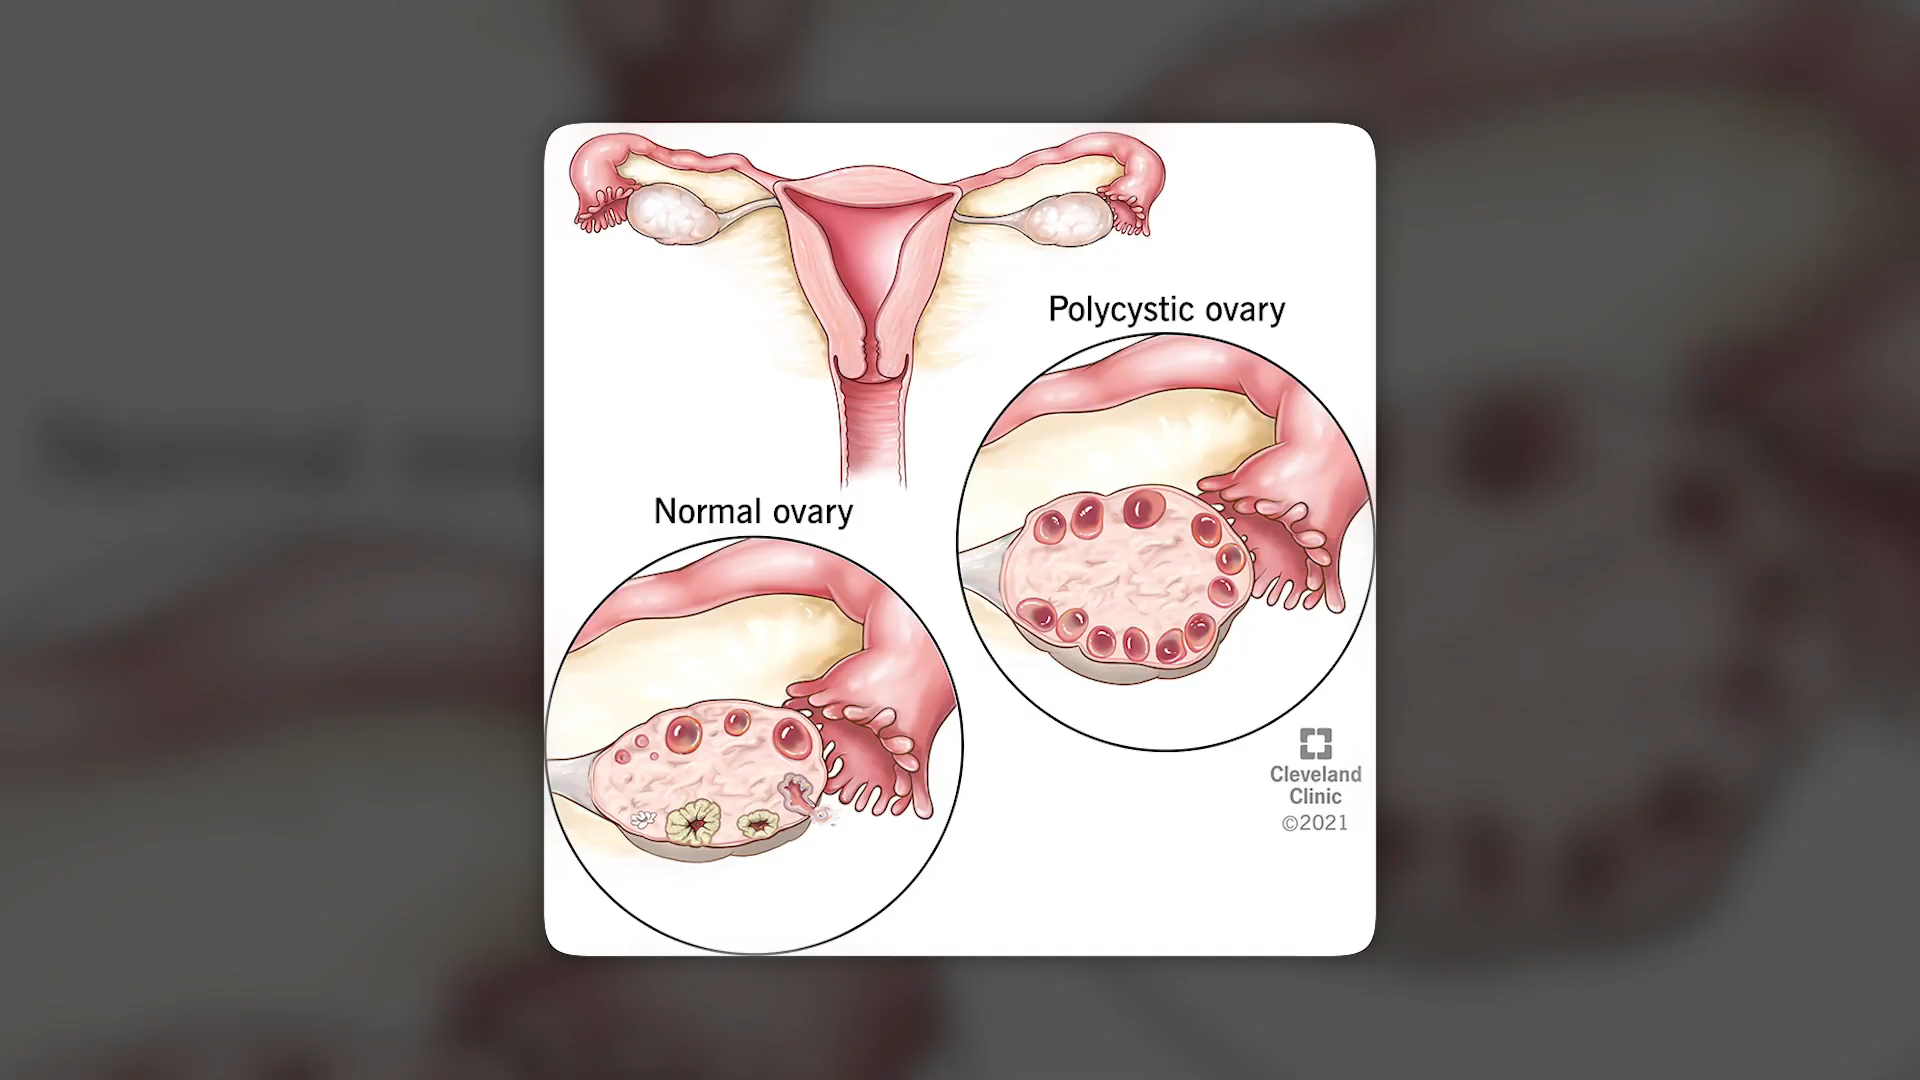 Polycystic ovary
Normal ovary
Cleveland
Clinic
©2021